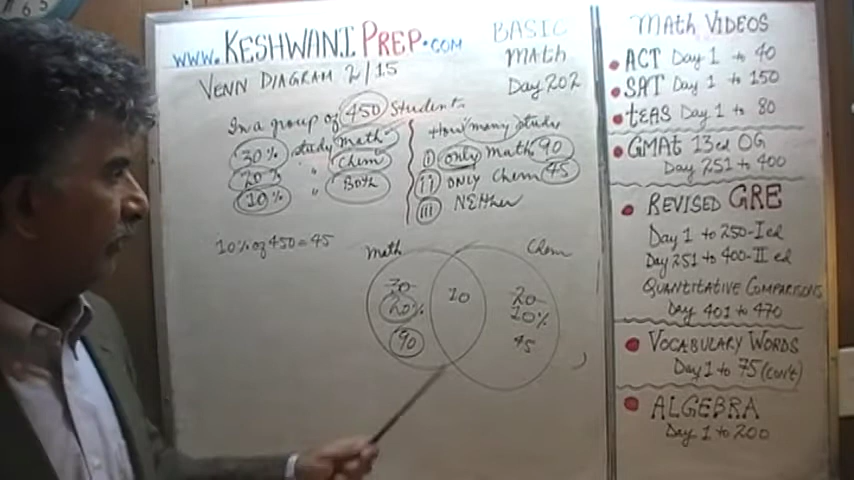 www.KESHWANIPREP.COM
VENN DIAGRAM 2/15
BASIC
MATH
Day 202
In a group of 450 Students
30% study Math
20% " Chem
10% " Both
How many study
i) only Math 90
ii) ONLY Chem 45
iii) NEither
10% of 450 = 45
Math
Chem
30
20%
90
10
20
10%
45
MATH VIDEOS
ACT Day 1 to 40
SAT Day 1 to 150
tEAS Day 1 to 80
GMAt 13ed OG
Day 251 to 400
REVISED GRE
Day 1 to 250-I ed
Day 251 to 400-II ed
QUANTITATIVE COMPARISONS
Day 401 to 470
VOCABULARY WORDS
Day 1 to 75 (con't)
ALGEBRA
Day 1 to 200